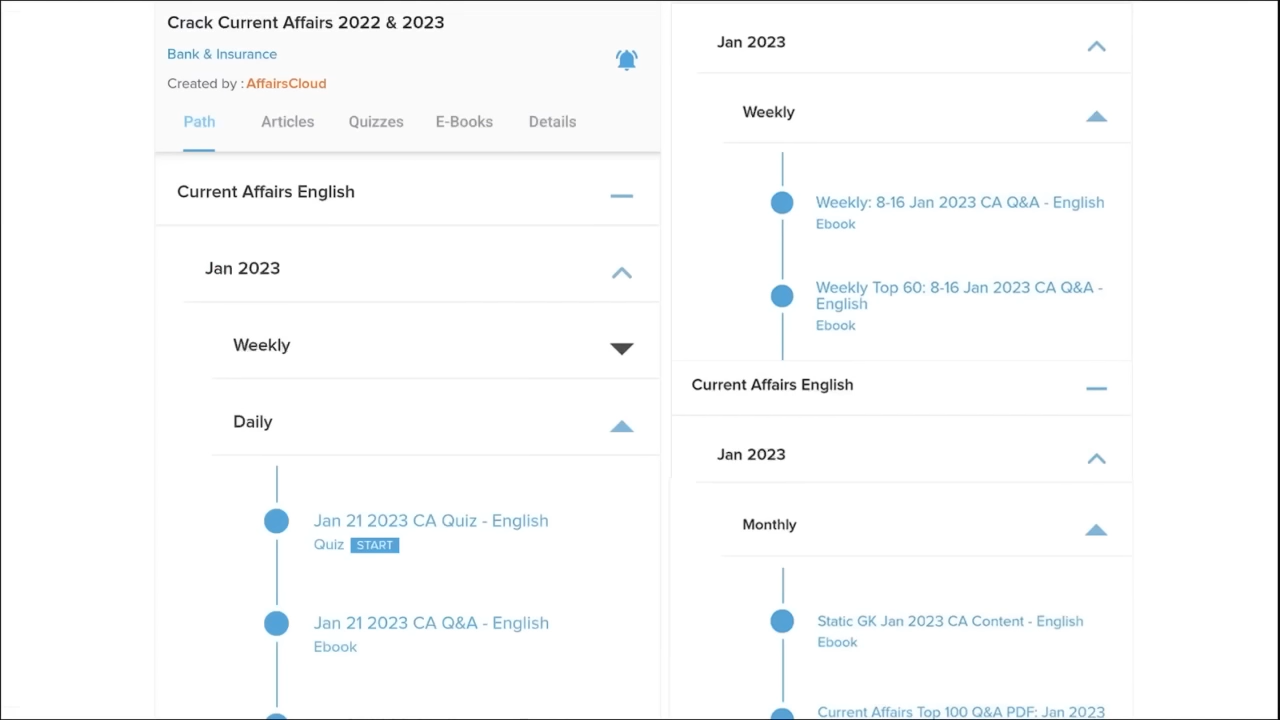 Crack Current Affairs 2022 & 2023
Bank & Insurance
Created by : AffairsCloud
Path Articles Quizzes E-Books Details
Current Affairs English
Jan 2023
Weekly
Daily
Jan 21 2023 CA Quiz - English
Quiz START
Jan 21 2023 CA Q&A - English
Ebook
Jan 2023
Weekly
Weekly: 8-16 Jan 2023 CA Q&A - English
Ebook
Weekly Top 60: 8-16 Jan 2023 CA Q&A -
English
Ebook
Current Affairs English
Jan 2023
Monthly
Static GK Jan 2023 CA Content - English
Ebook
Current Affairs Top 100 Q&A PDF: Jan 2023